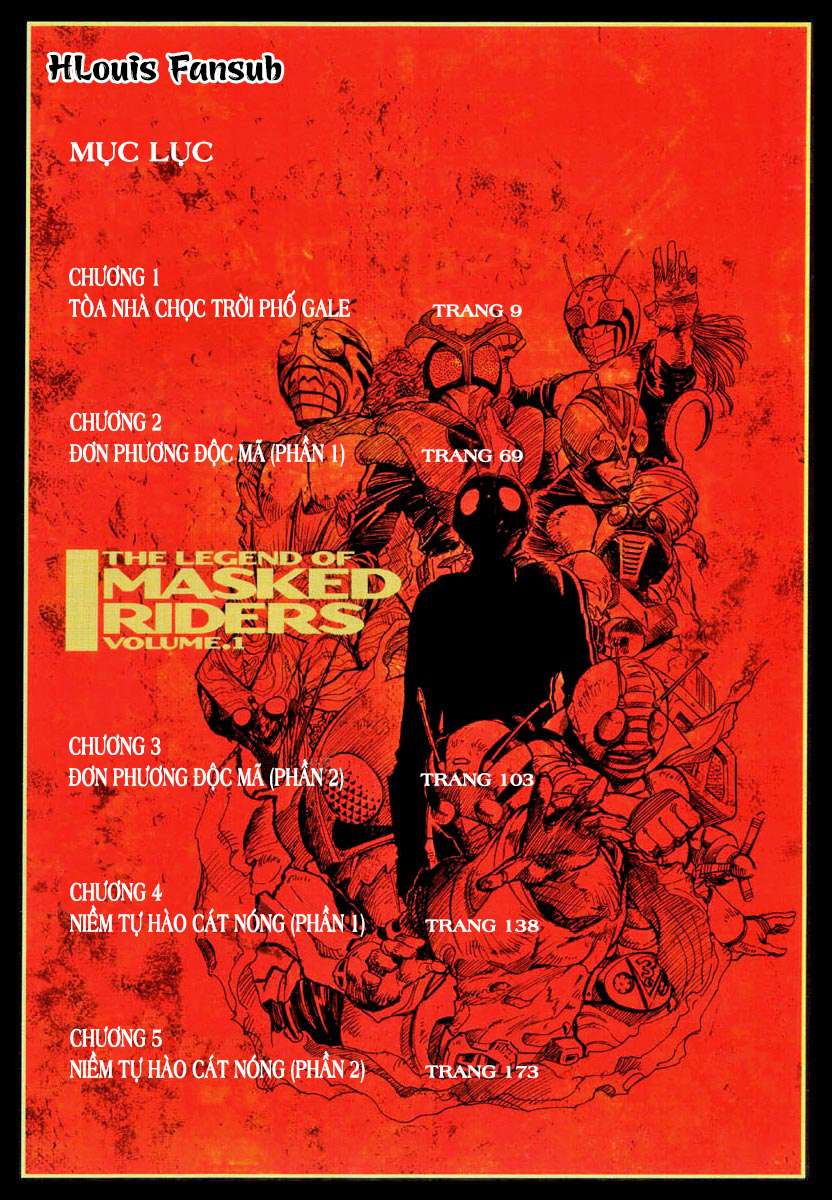 HLouis Fansub
MỤC LỤC
CHƯƠNG 1
TÒA NHÀ CHỌC TRỜI PHỐ GALE TRANG 9
CHƯƠNG 2
ĐƠN PHƯƠNG ĐỘC MÃ (PHẦN 1) TRANG 69
THE LEGEND OF
MASKED
RIDERS
VOLUME.1
CHƯƠNG 3
ĐƠN PHƯƠNG ĐỘC MÃ (PHẦN 2) TRANG 103
CHƯƠNG 4
NIỀM TỰ HÀO CÁT NÓNG (PHẦN 1) TRANG 138
CHƯƠNG 5
NIỀM TỰ HÀO CÁT NÓNG (PHẦN 2) TRANG 173